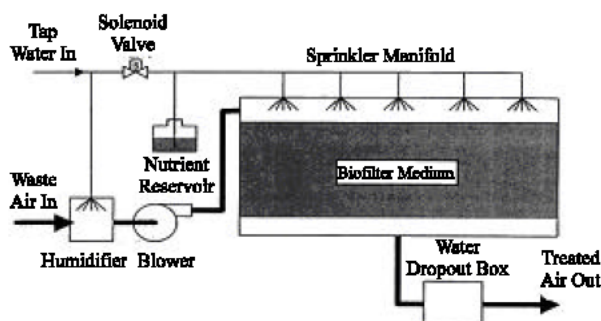 Solenoid
Valve
Tap
Water In
Sprinkler Manifold
Nutrient
Reservoir
Biofilter Medium
Waste
Air In
Humidifier
Blower
Water
Dropout Box
Treated
Air Out